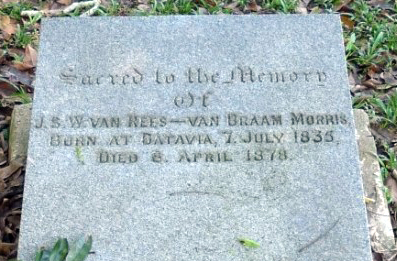 Sacred to the Memory
Of
J.S.W. VAN REES—VAN BRAAM MORRIS,
BORN AT BATAVIA, 7. JULY 1835,
DIED 6. APRIL 1878.